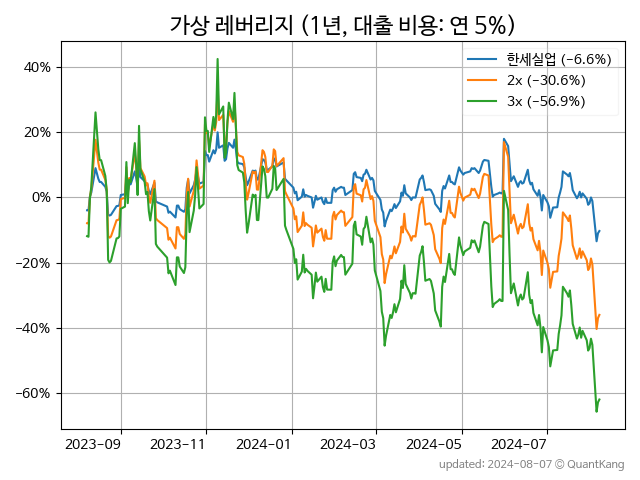 가상 레버리지 (1년, 대출 비용: 연 5%)
한세실업 (−6.6%)
2x (−30.6%)
3x (−56.9%)
40%
20%
0%
−20%
−40%
−60%
2023-09
2023-11
2024-01
2024-03
2024-05
2024-07
updated: 2024-08-07 © QuantKang